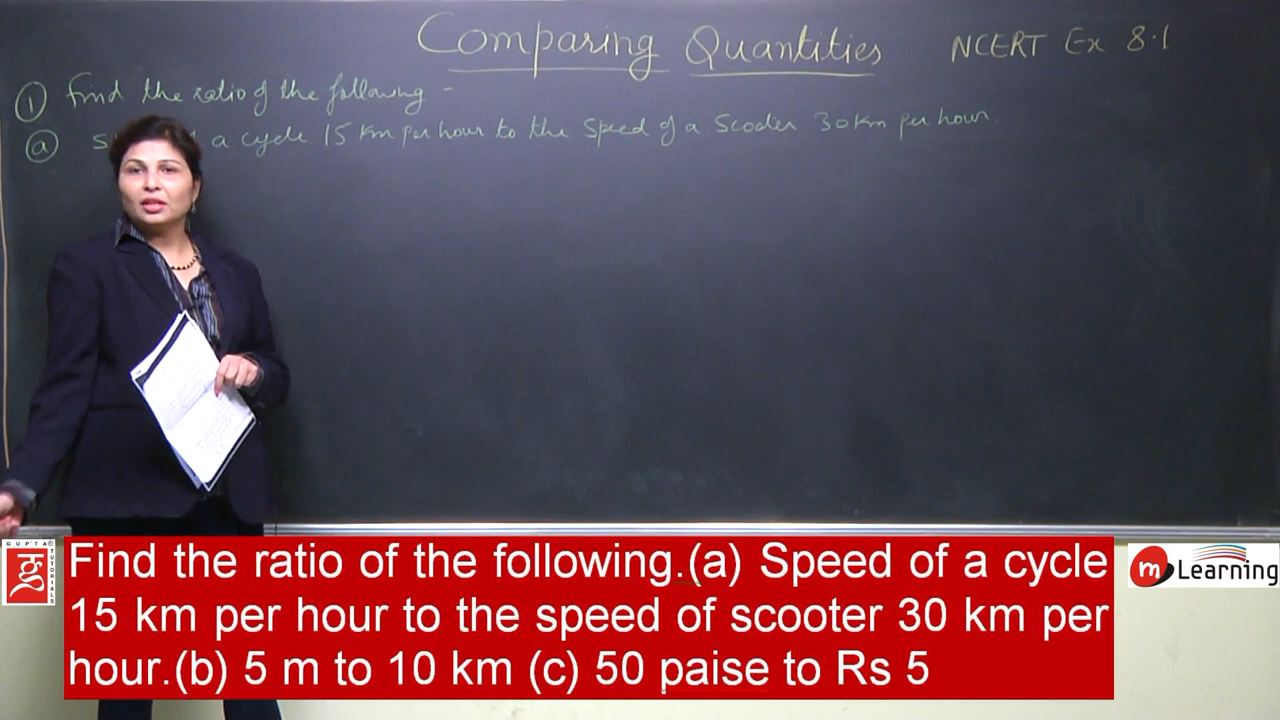 Comparing Quantities NCERT Ex 8.1
① Find the ratio of the following -
ⓐ a cycle 15 km per hour to the speed of a scooter 30 km per hour.
GUPTA®
TUTORIALS
Find the ratio of the following.(a) Speed of a cycle
15 km per hour to the speed of scooter 30 km per
hour.(b) 5 m to 10 km (c) 50 paise to Rs 5
m Learning